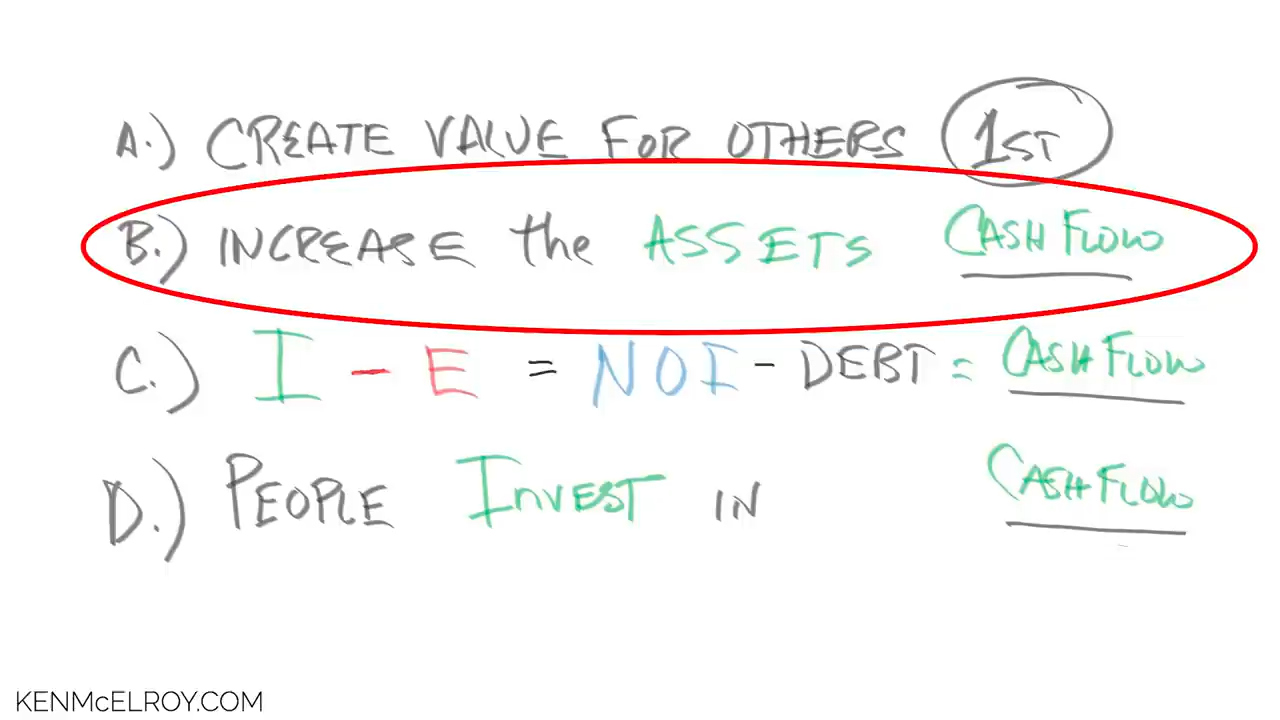 A.) CREATE VALUE FOR OTHERS 1ST
B.) INCREASE the ASSETS CASH FLOW
C.) I - E = NOI - DEBT = CASH FLOW
D.) PEOPLE INVEST IN CASH FLOW
KENMcELROY.COM